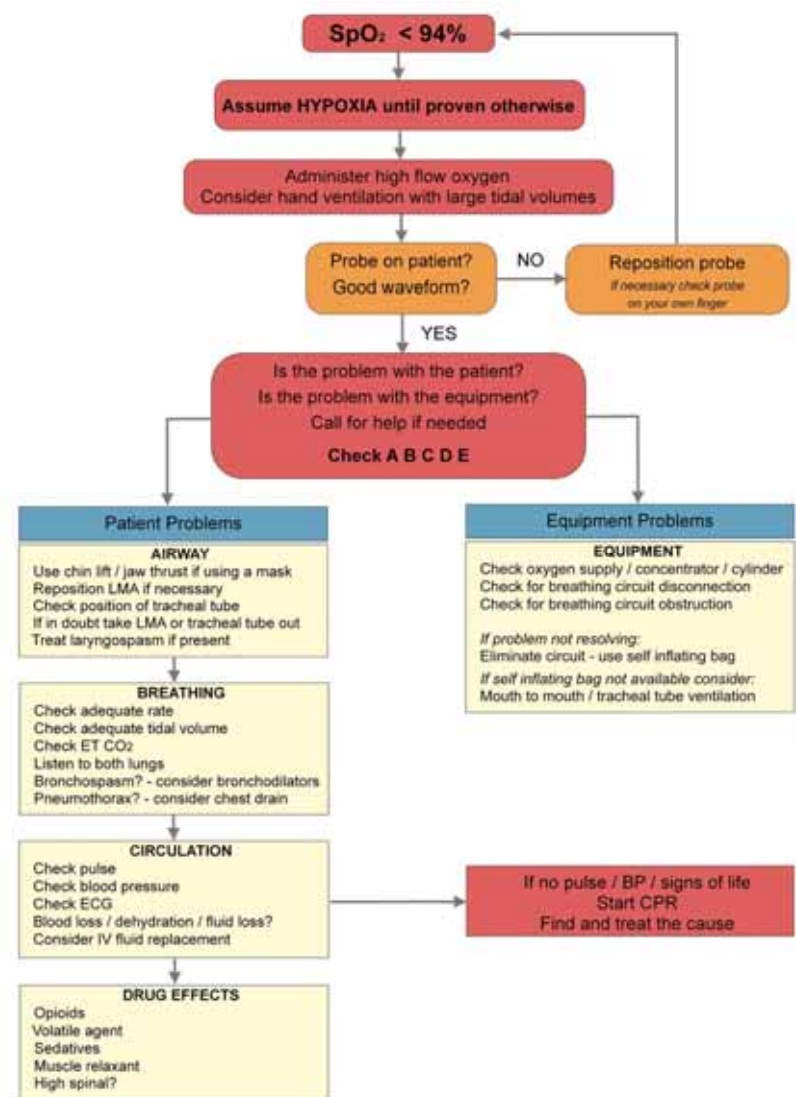 SpO₂ < 94%
Assume HYPOXIA until proven otherwise
Administer high flow oxygen
Consider hand ventilation with large tidal volumes
Probe on patient?
Good waveform?
NO
Reposition probe
If necessary check probe
on your own finger
YES
Is the problem with the patient?
Is the problem with the equipment?
Call for help if needed
Check A B C D E
Patient Problems
AIRWAY
Use chin lift / jaw thrust if using a mask
Reposition LMA if necessary
Check position of tracheal tube
If in doubt take LMA or tracheal tube out
Treat laryngospasm if present
BREATHING
Check adequate rate
Check adequate tidal volume
Check ET CO₂
Listen to both lungs
Bronchospasm? - consider bronchodilators
Pneumothorax? - consider chest drain
CIRCULATION
Check pulse
Check blood pressure
Check ECG
Blood loss / dehydration / fluid loss?
Consider IV fluid replacement
DRUG EFFECTS
Opioids
Volatile agent
Sedatives
Muscle relaxant
High spinal?
Equipment Problems
EQUIPMENT
Check oxygen supply / concentrator / cylinder
Check for breathing circuit disconnection
Check for breathing circuit obstruction
If problem not resolving:
Eliminate circuit - use self inflating bag
If self inflating bag not available consider:
Mouth to mouth / tracheal tube ventilation
If no pulse / BP / signs of life
Start CPR
Find and treat the cause